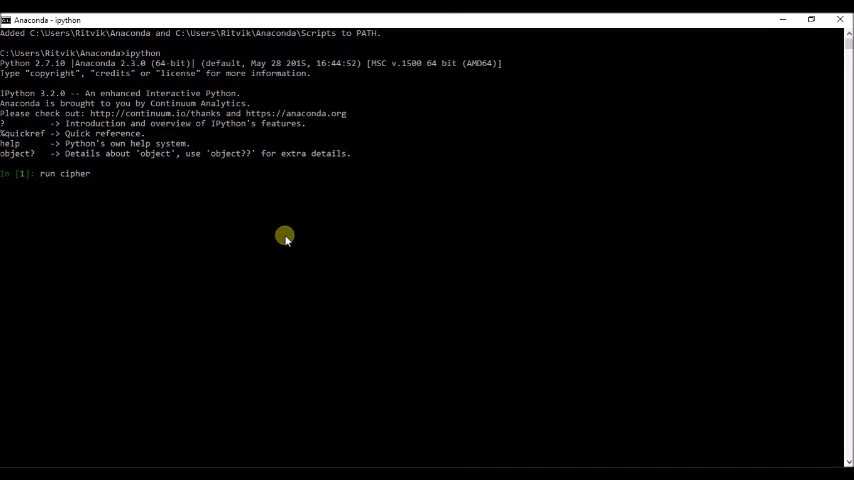 Anaconda - ipython
Added C:\Users\Ritvik\Anaconda and C:\Users\Ritvik\Anaconda\Scripts to PATH.
C:\Users\Ritvik\Anaconda>ipython
Python 2.7.10 |Anaconda 2.3.0 (64-bit)| (default, May 28 2015, 16:44:52) [MSC v.1500 64 bit (AMD64)]
Type "copyright", "credits" or "license" for more information.
IPython 3.2.0 -- An enhanced Interactive Python.
Anaconda is brought to you by Continuum Analytics.
Please check out: http://continuum.io/thanks and https://anaconda.org
?         -> Introduction and overview of IPython's features.
%quickref -> Quick reference.
help      -> Python's own help system.
object?   -> Details about 'object', use 'object??' for extra details.
In [1]: run cipher